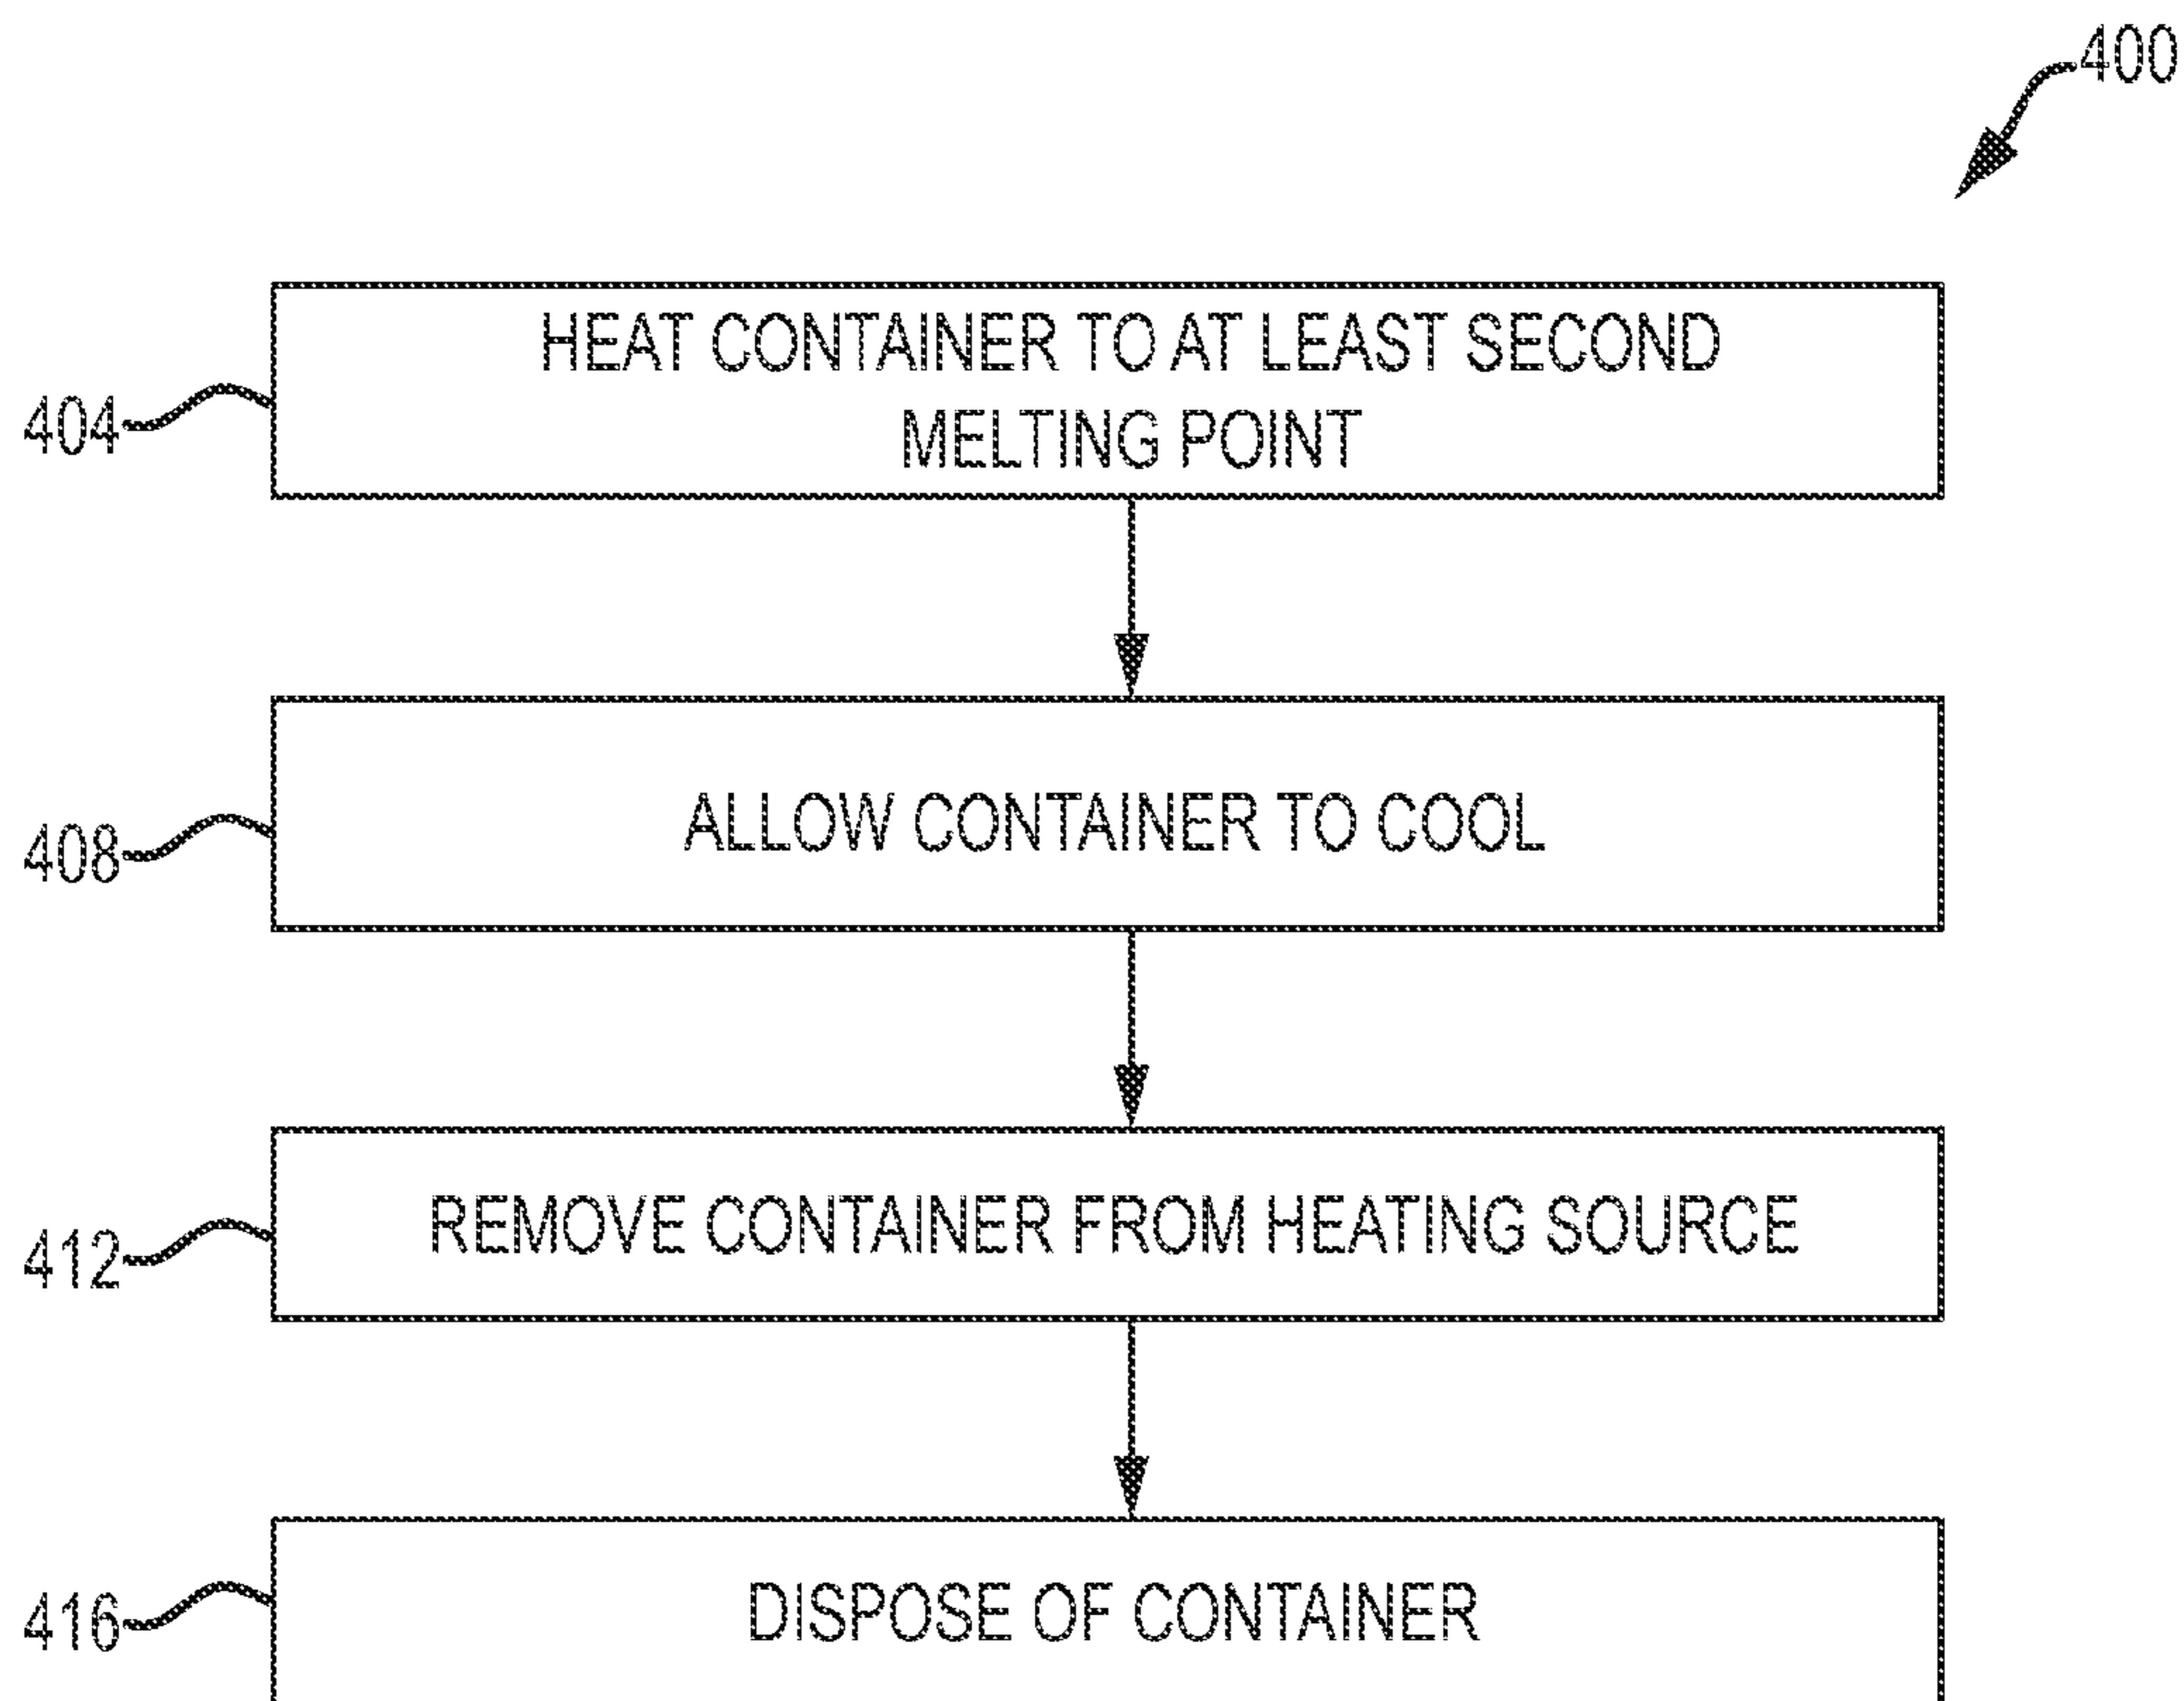 400
HEAT CONTAINER TO AT LEAST SECOND
MELTING POINT
404
ALLOW CONTAINER TO COOL
408
REMOVE CONTAINER FROM HEATING SOURCE
412
DISPOSE OF CONTAINER
416